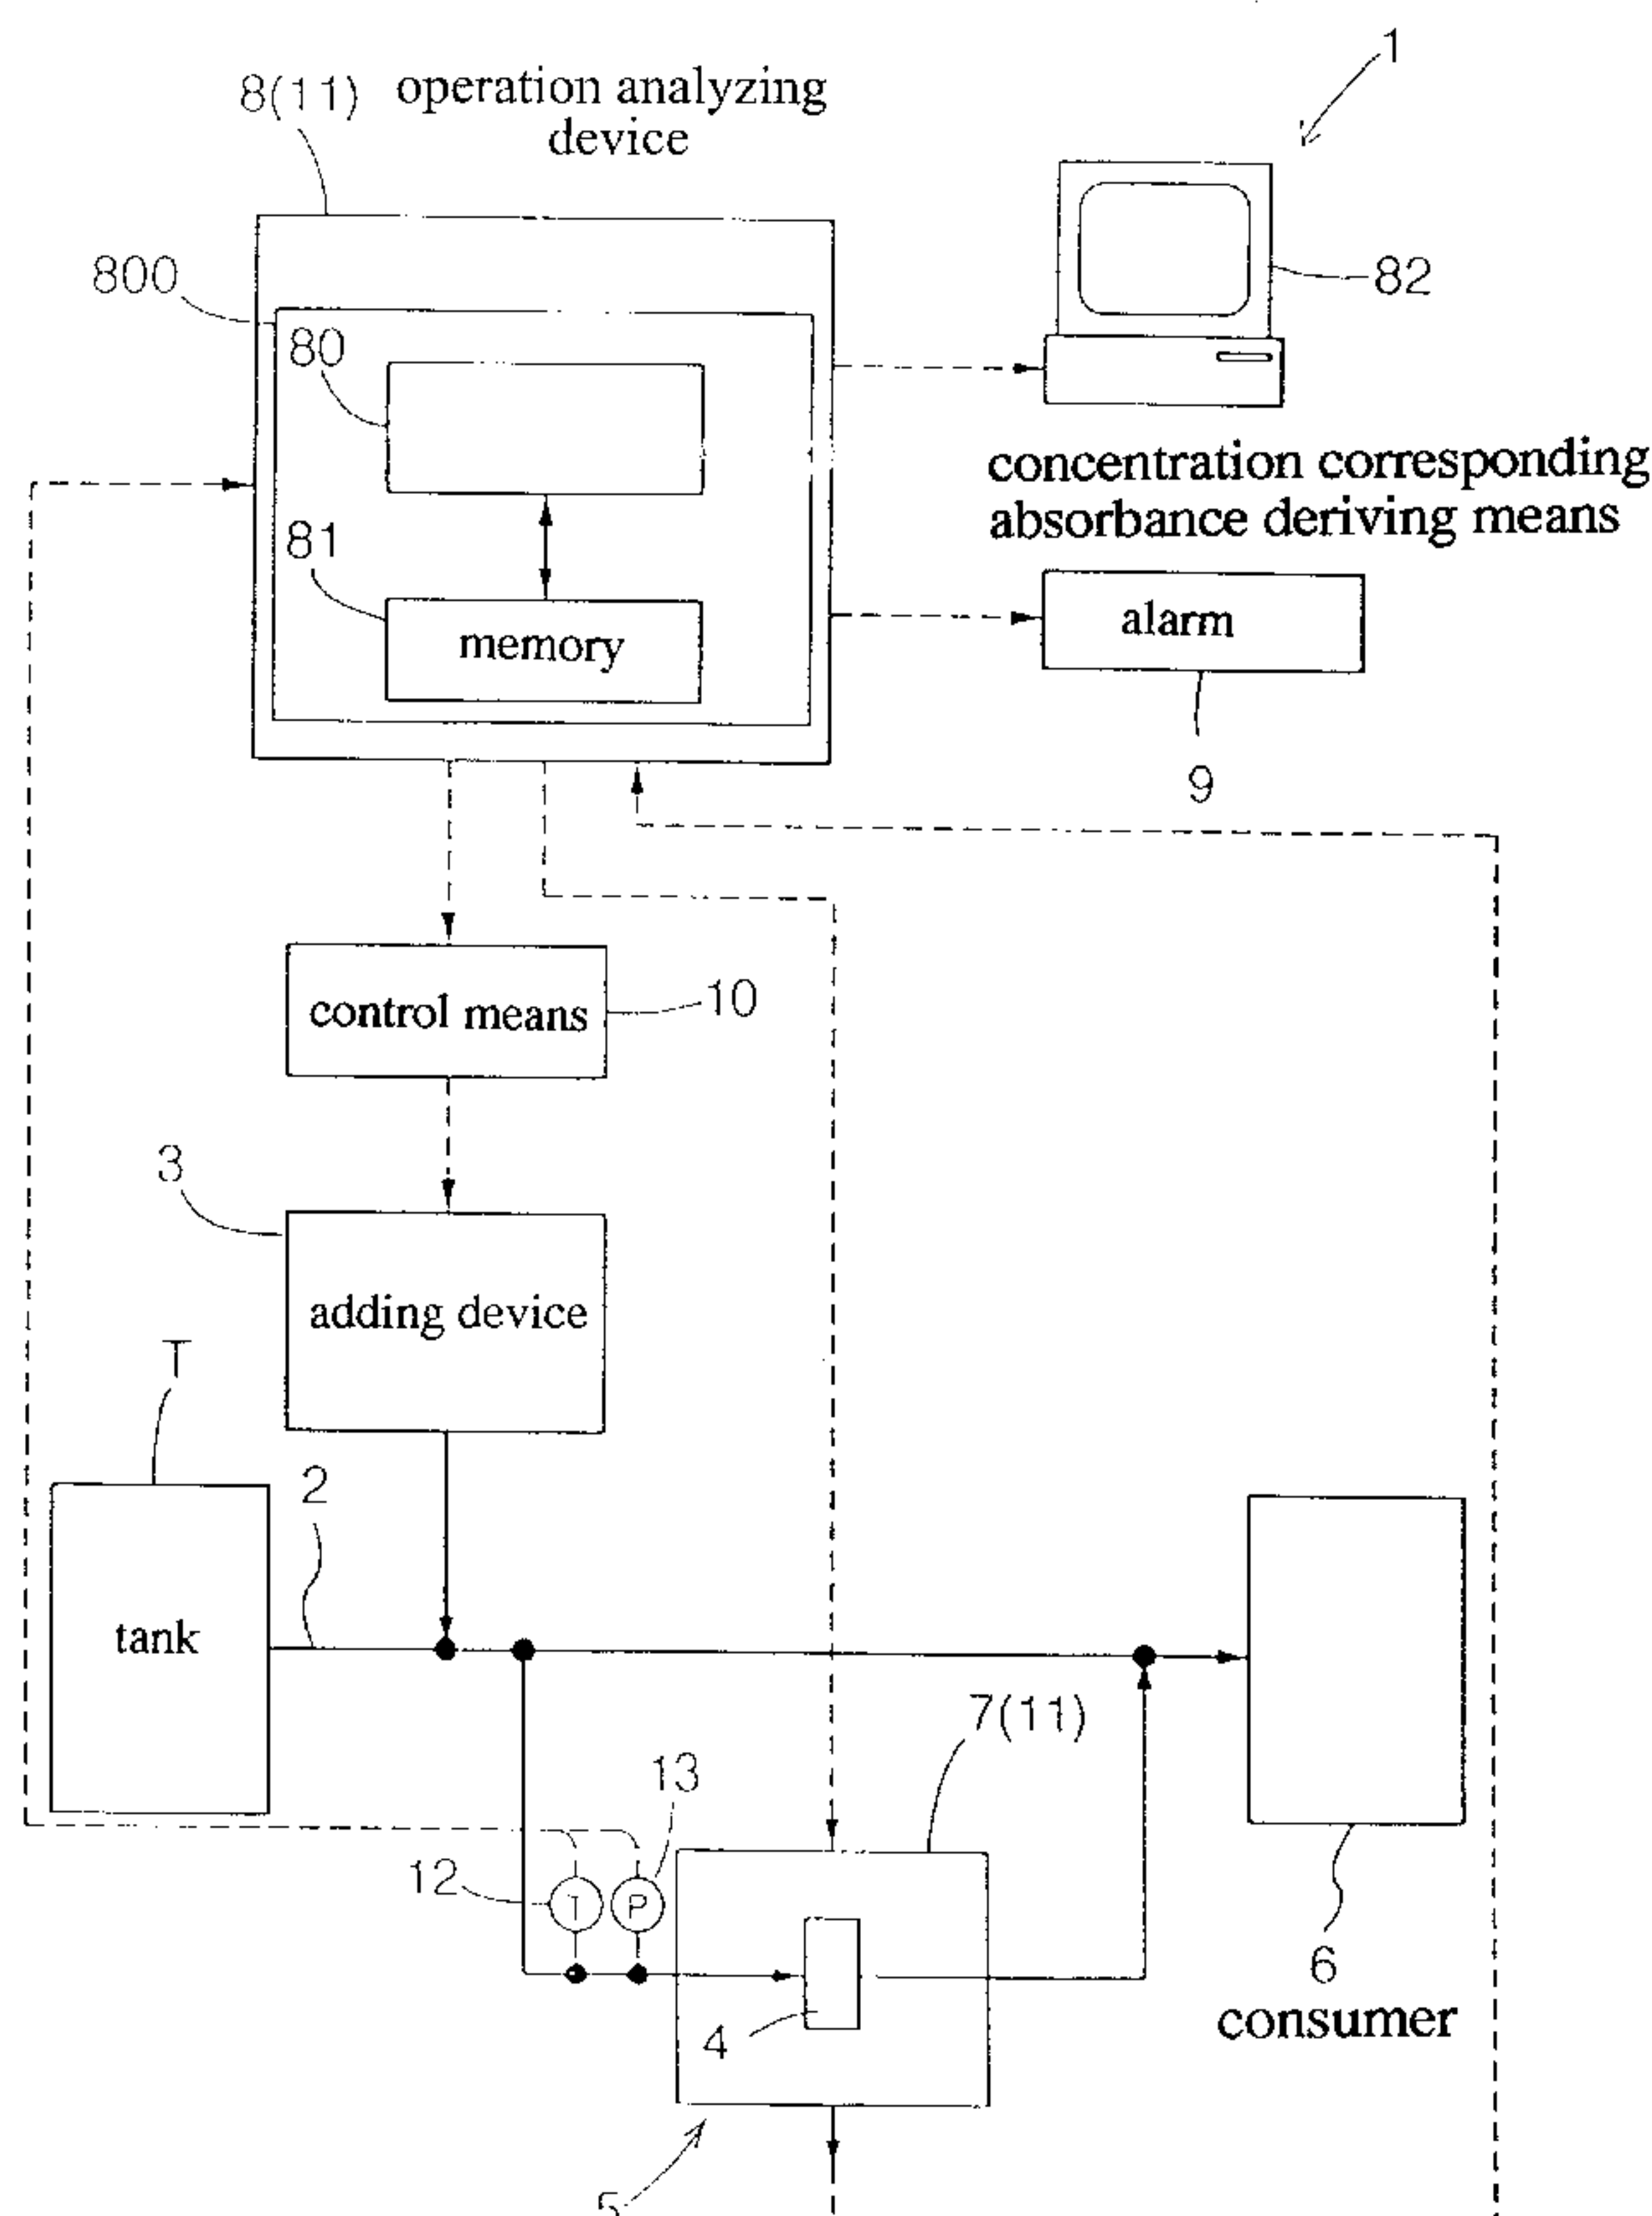 1
8(11) operation analyzing
device
800
80
82
concentration corresponding
absorbance deriving means
81
memory
alarm
9
control means
10
3
adding device
T
2
tank
7(11)
13
12
T
P
4
6
consumer
5